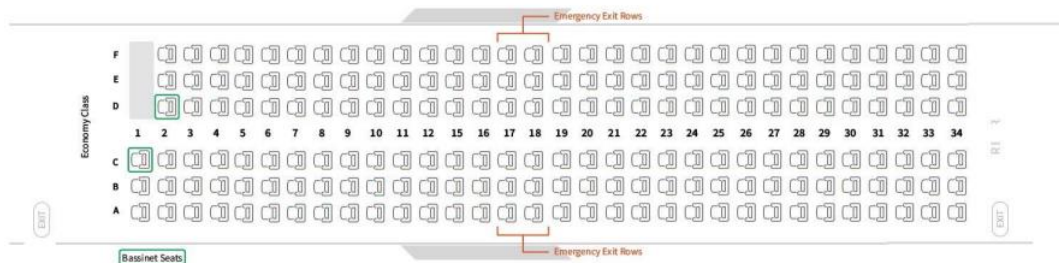 Emergency Exit Rows
F
E
D
Economy Class
1 2 3 4 5 6 7 8 9 10 11 12 15 16 17 18 19 20 21 22 23 24 25 26 27 28 29 30 31 32 33 34
C
B
A
EXIT
EXIT
Emergency Exit Rows
Bassinet Seats